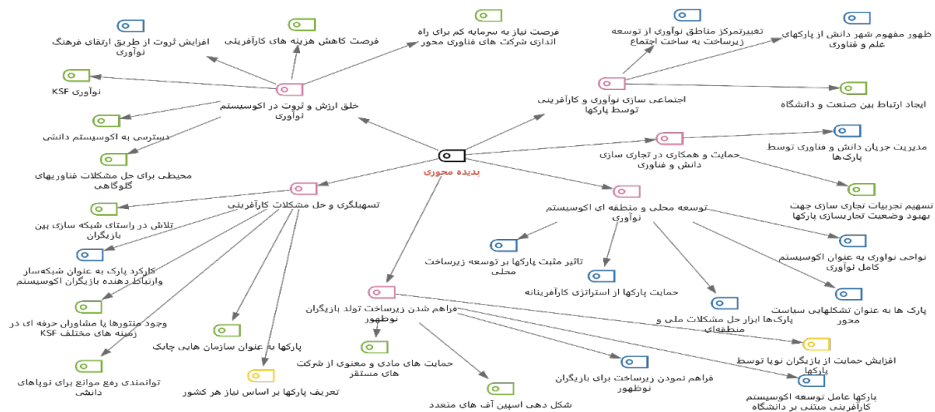 فرصت نیاز به سرمایه کم برای راه
اندازی شرکت های فناوری محور
فرصت کاهش هزینه های کارآفرینی
افزایش ثروت از طریق ارتقای فرهنگ
نوآوری
نوآوری KSF
دسترسی به اکوسیستم دانشی
محیطی برای حل مشکلات فناوریهای
گلوگاهی
خلق ارزش و ثروت در اکوسیستم
نوآوری
ظهور مفهوم شهر دانش از پارکهای
علم و فناوری
تغییرتمرکز مناطق نوآوری از توسعه
زیرساخت به ساخت اجتماع
ایجاد ارتباط بین صنعت و دانشگاه
اجتماعی سازی نوآوری و کارآفرینی
توسط پارکها
پدیده محوری
حمایت و همکاری در تجاری سازی
دانش و فناوری
مدیریت جریان دانش و فناوری توسط
پارک‌ها
تسهیم تجربیات تجاری سازی جهت
بهبود وضعیت تجاریسازی پارکها
توسعه محلی و منطقه ای اکوسیستم
نوآوری
نواحی نوآوری به عنوان اکوسیستم
کامل نوآوری
پارک ها به عنوان تشکلهایی سیاست
محور
پارک‌ها ابزار حل مشکلات ملی و
منطقه‌ای
حمایت پارکها از استراتژی کارآفرینانه
تاثیر مثبت پارکها بر توسعه زیرساخت
محلی
تسهیلگری و حل مشکلات کارآفرینی
تلاش در راستای شبکه سازی بین
بازیگران
کارکرد پارک به عنوان شبکه‌ساز
وارتباط دهنده بازیگران اکوسیستم
وجود منتورها یا مشاوران حرفه ای در
زمینه های مختلف KSF
توانمندی رفع موانع برای نوپاهای
دانشی
پارکها به عنوان سازمان هایی چابک
تعریف پارکها بر اساس نیاز هر کشور
فراهم شدن زیرساخت تولد بازیگران
نوظهور
حمایت های مادی و معنوی از شرکت
های مستقر
شکل دهی اسپین آف های متعدد
فراهم نمودن زیرساخت برای بازیگران
نوظهور
افزایش حمایت از بازیگران نوپا توسط
پارکها
پارکها عامل توسعه اکوسیستم
کارآفرینی مبتنی بر دانشگاه